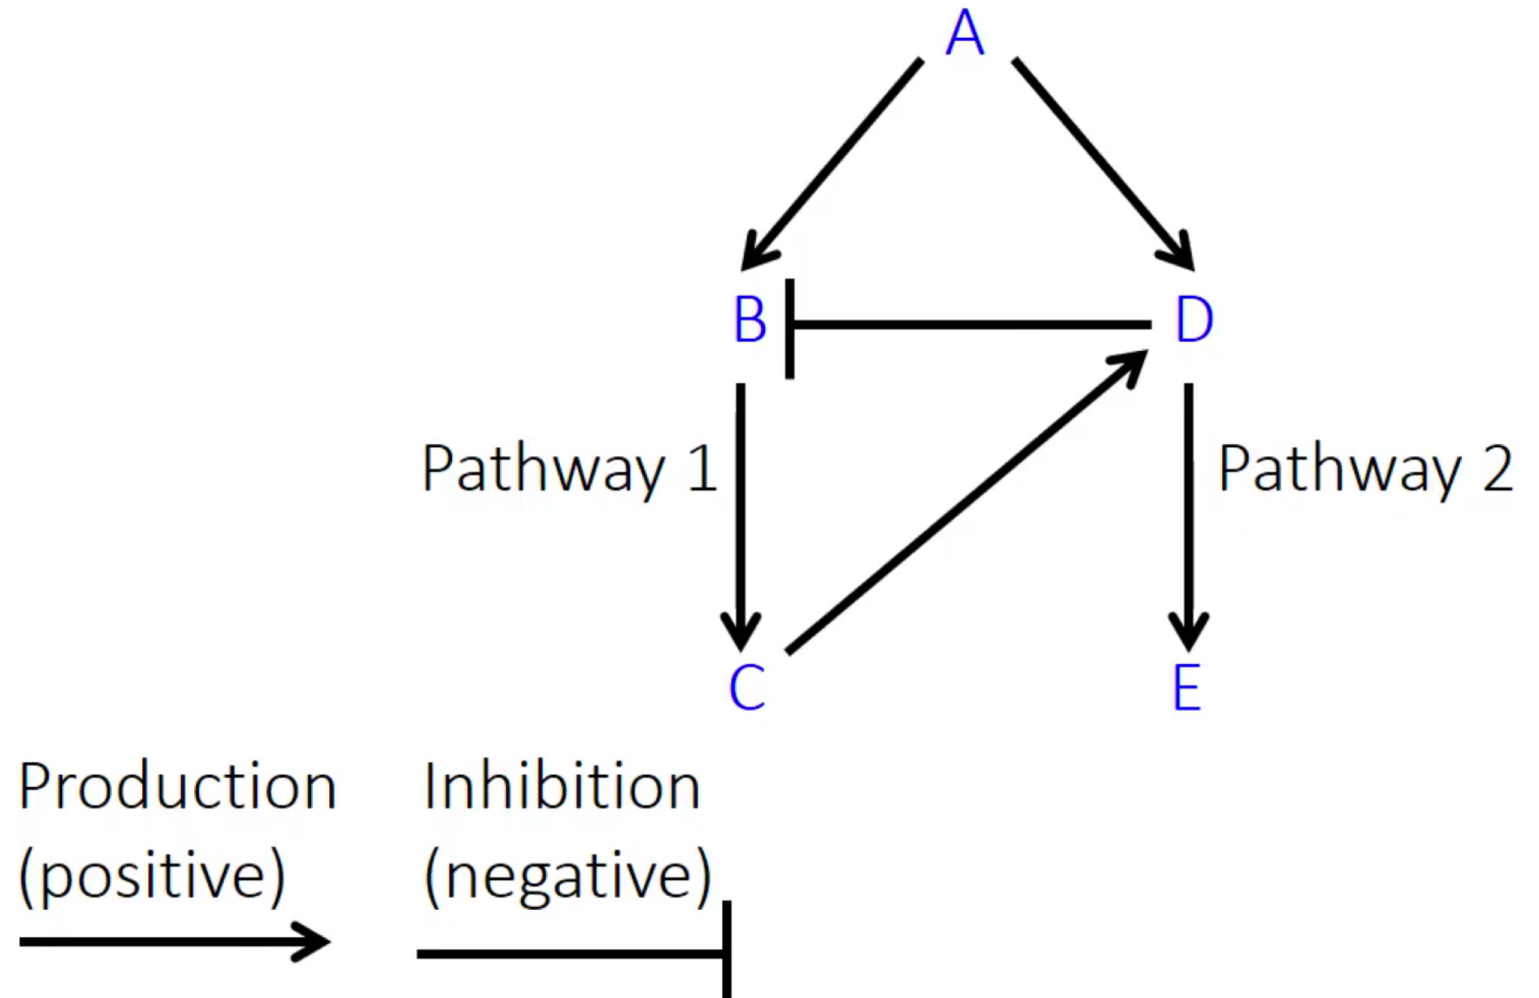 A
B
D
Pathway 1
Pathway 2
C
E
Production
(positive)
Inhibition
(negative)